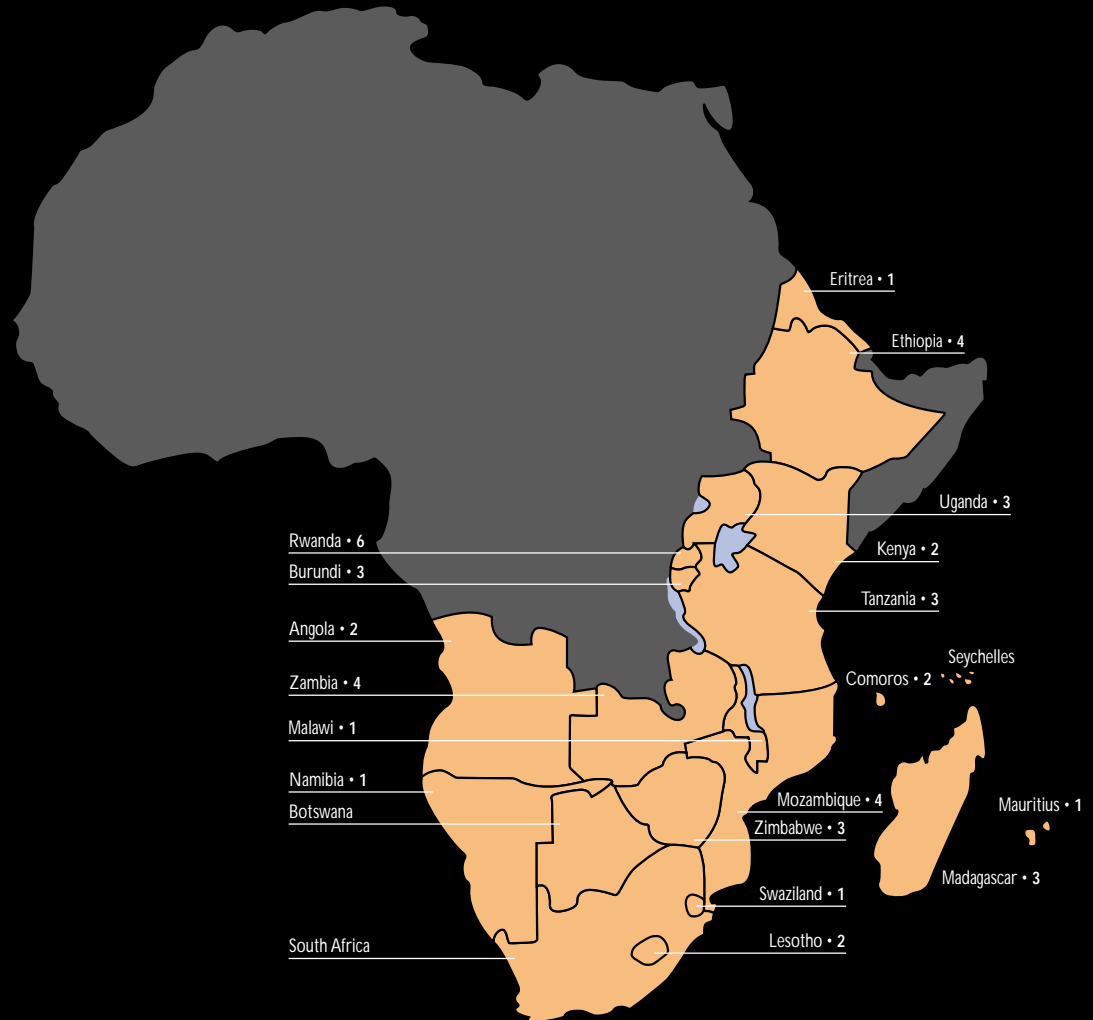 Eritrea • 1
Ethiopia • 4
Uganda • 3
Rwanda • 6
Kenya • 2
Burundi • 3
Tanzania • 3
Angola • 2
Seychelles
Comoros • 2
Zambia • 4
Malawi • 1
Namibia • 1
Mozambique • 4
Mauritius • 1
Botswana
Zimbabwe • 3
Madagascar • 3
Swaziland • 1
Lesotho • 2
South Africa